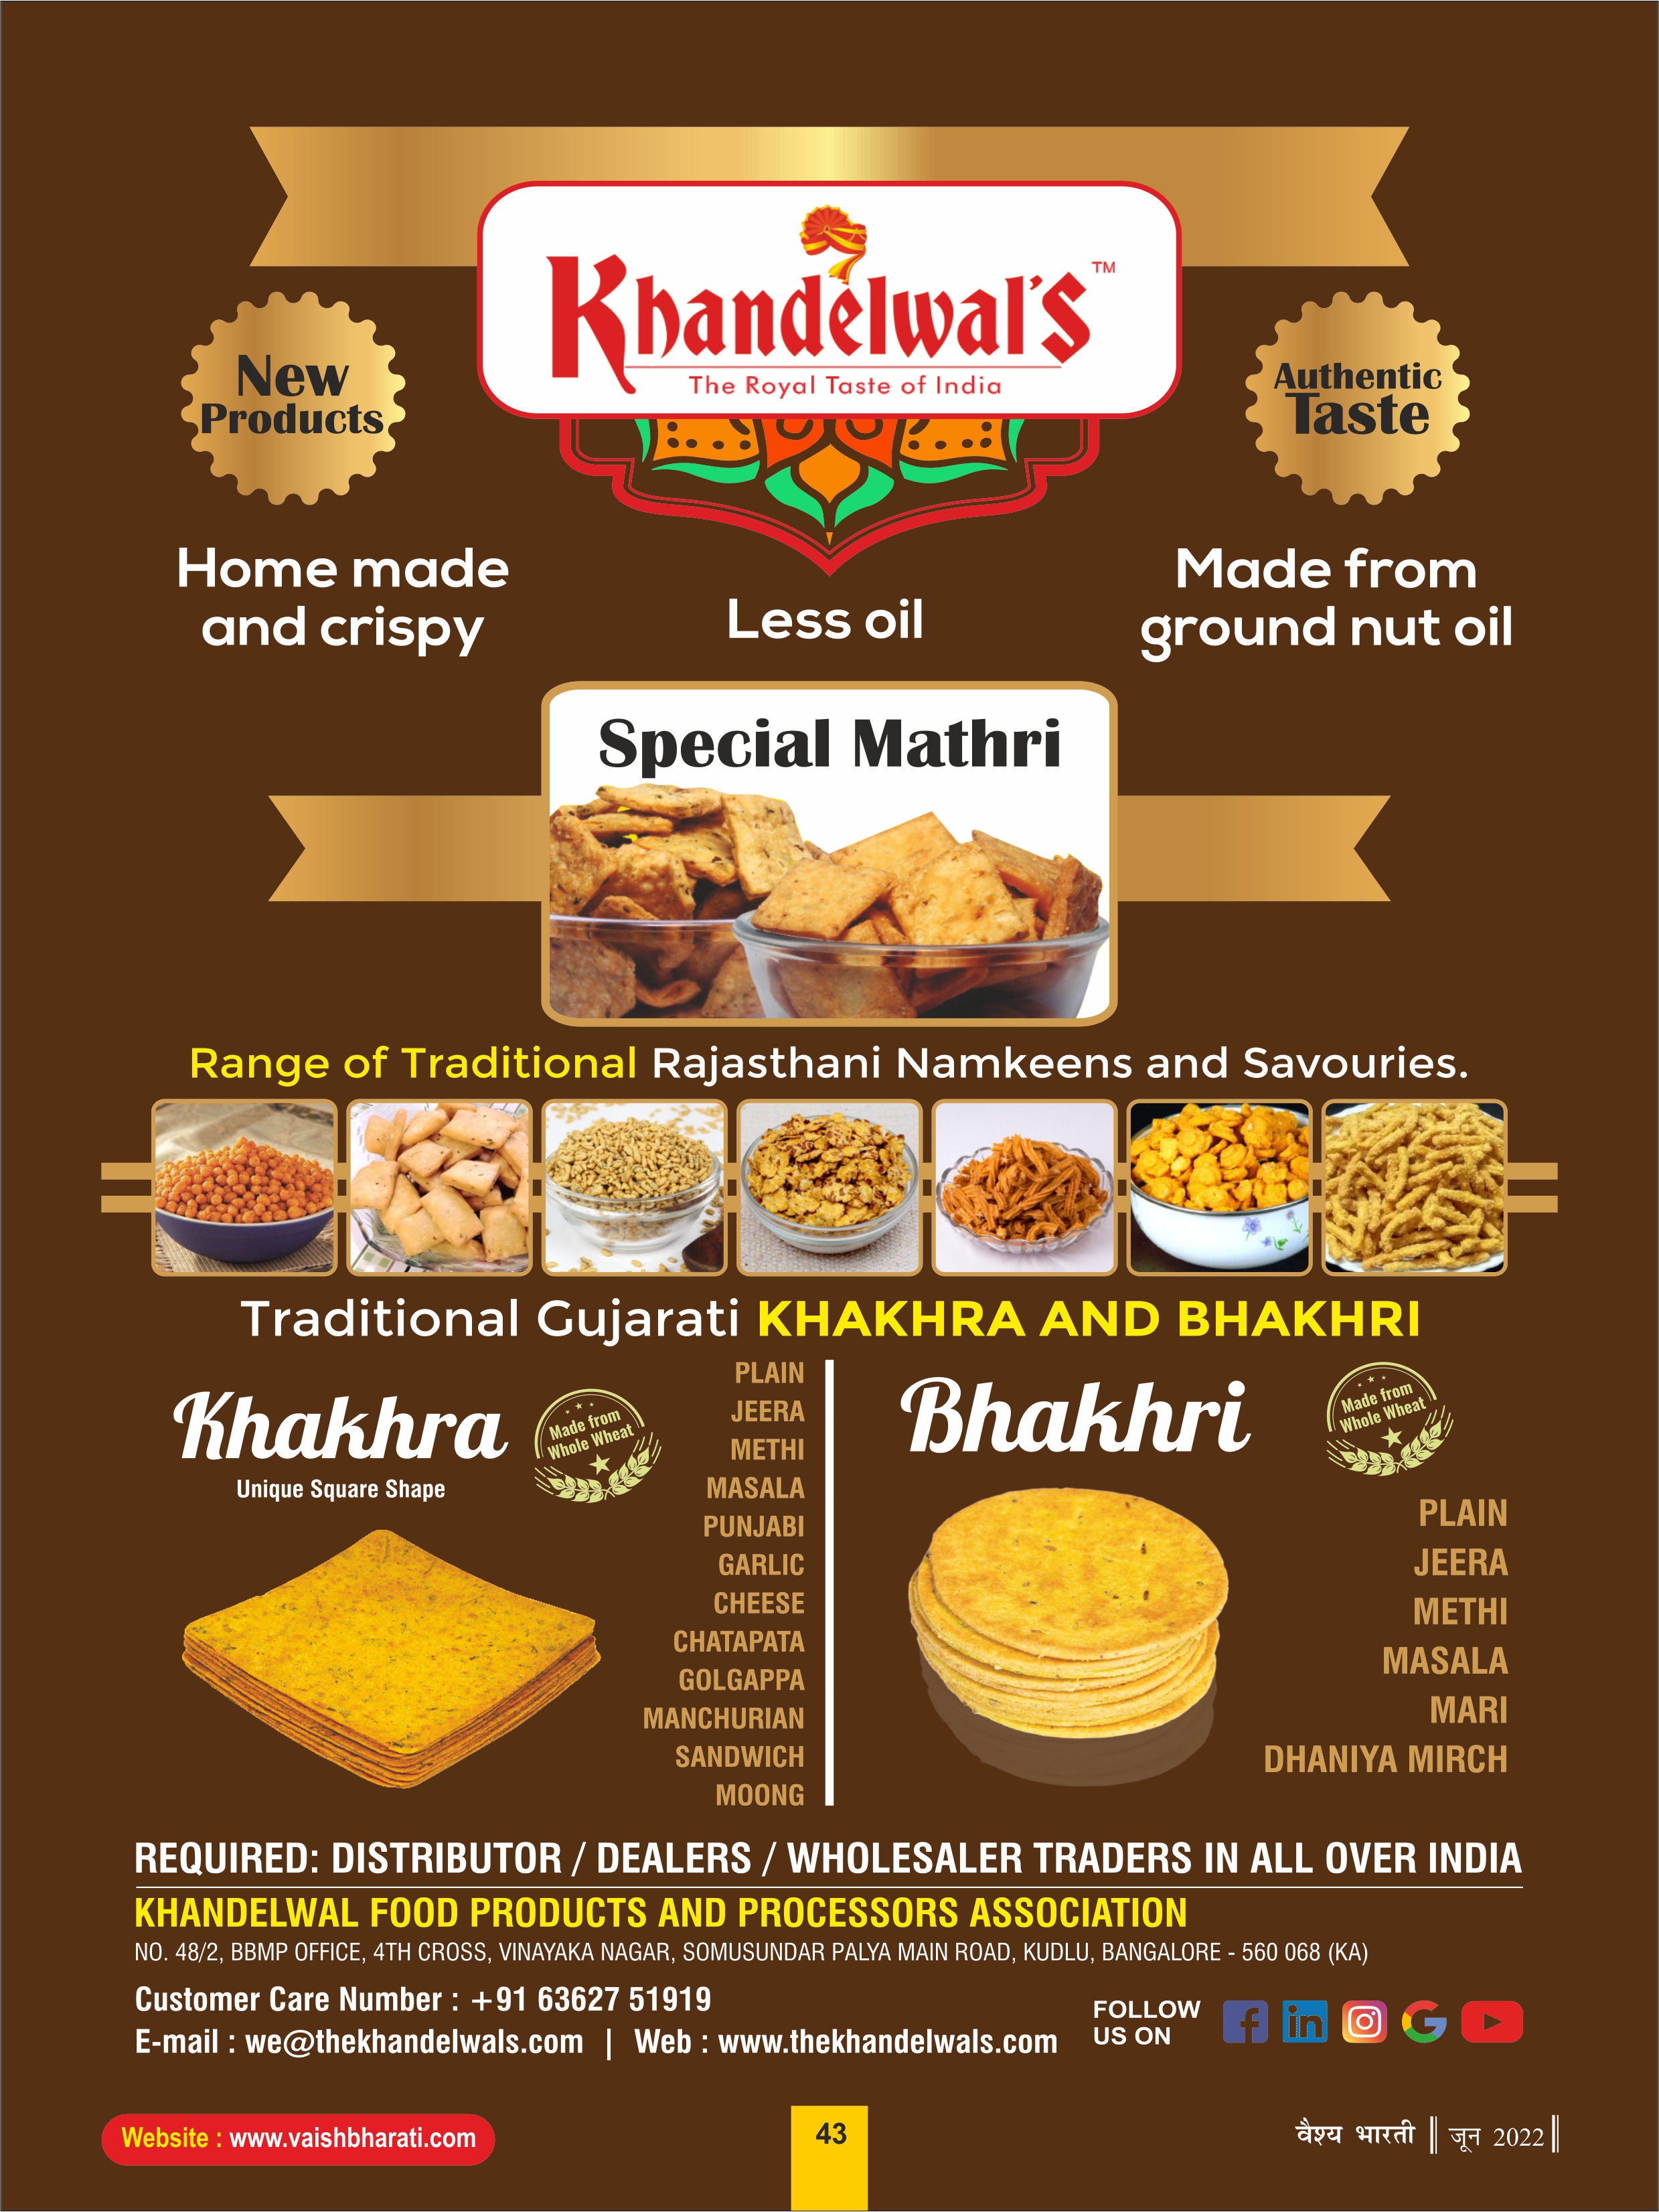 Khandelwal's™
The Royal Taste of India
New
Products
Authentic
Taste
Home made
and crispy
Less oil
Made from
ground nut oil
Special Mathri
Range of Traditional Rajasthani Namkeens and Savouries.
Traditional Gujarati KHAKHRA AND BHAKHRI
Khakhra
Unique Square Shape
Made from
Whole Wheat
PLAIN
JEERA
METHI
MASALA
PUNJABI
GARLIC
CHEESE
CHATAPATA
GOLGAPPA
MANCHURIAN
SANDWICH
MOONG
Bhakhri
Made from
Whole Wheat
PLAIN
JEERA
METHI
MASALA
MARI
DHANIYA MIRCH
REQUIRED: DISTRIBUTOR / DEALERS / WHOLESALER TRADERS IN ALL OVER INDIA
KHANDELWAL FOOD PRODUCTS AND PROCESSORS ASSOCIATION
NO. 48/2, BBMP OFFICE, 4TH CROSS, VINAYAKA NAGAR, SOMUSUNDAR PALYA MAIN ROAD, KUDLU, BANGALORE - 560 068 (KA)
Customer Care Number : +91 63627 51919
E-mail : we@thekhandelwals.com | Web : www.thekhandelwals.com
FOLLOW
US ON
Website : www.vaishbharati.com
43
वैश्य भारती || जून 2022 ||